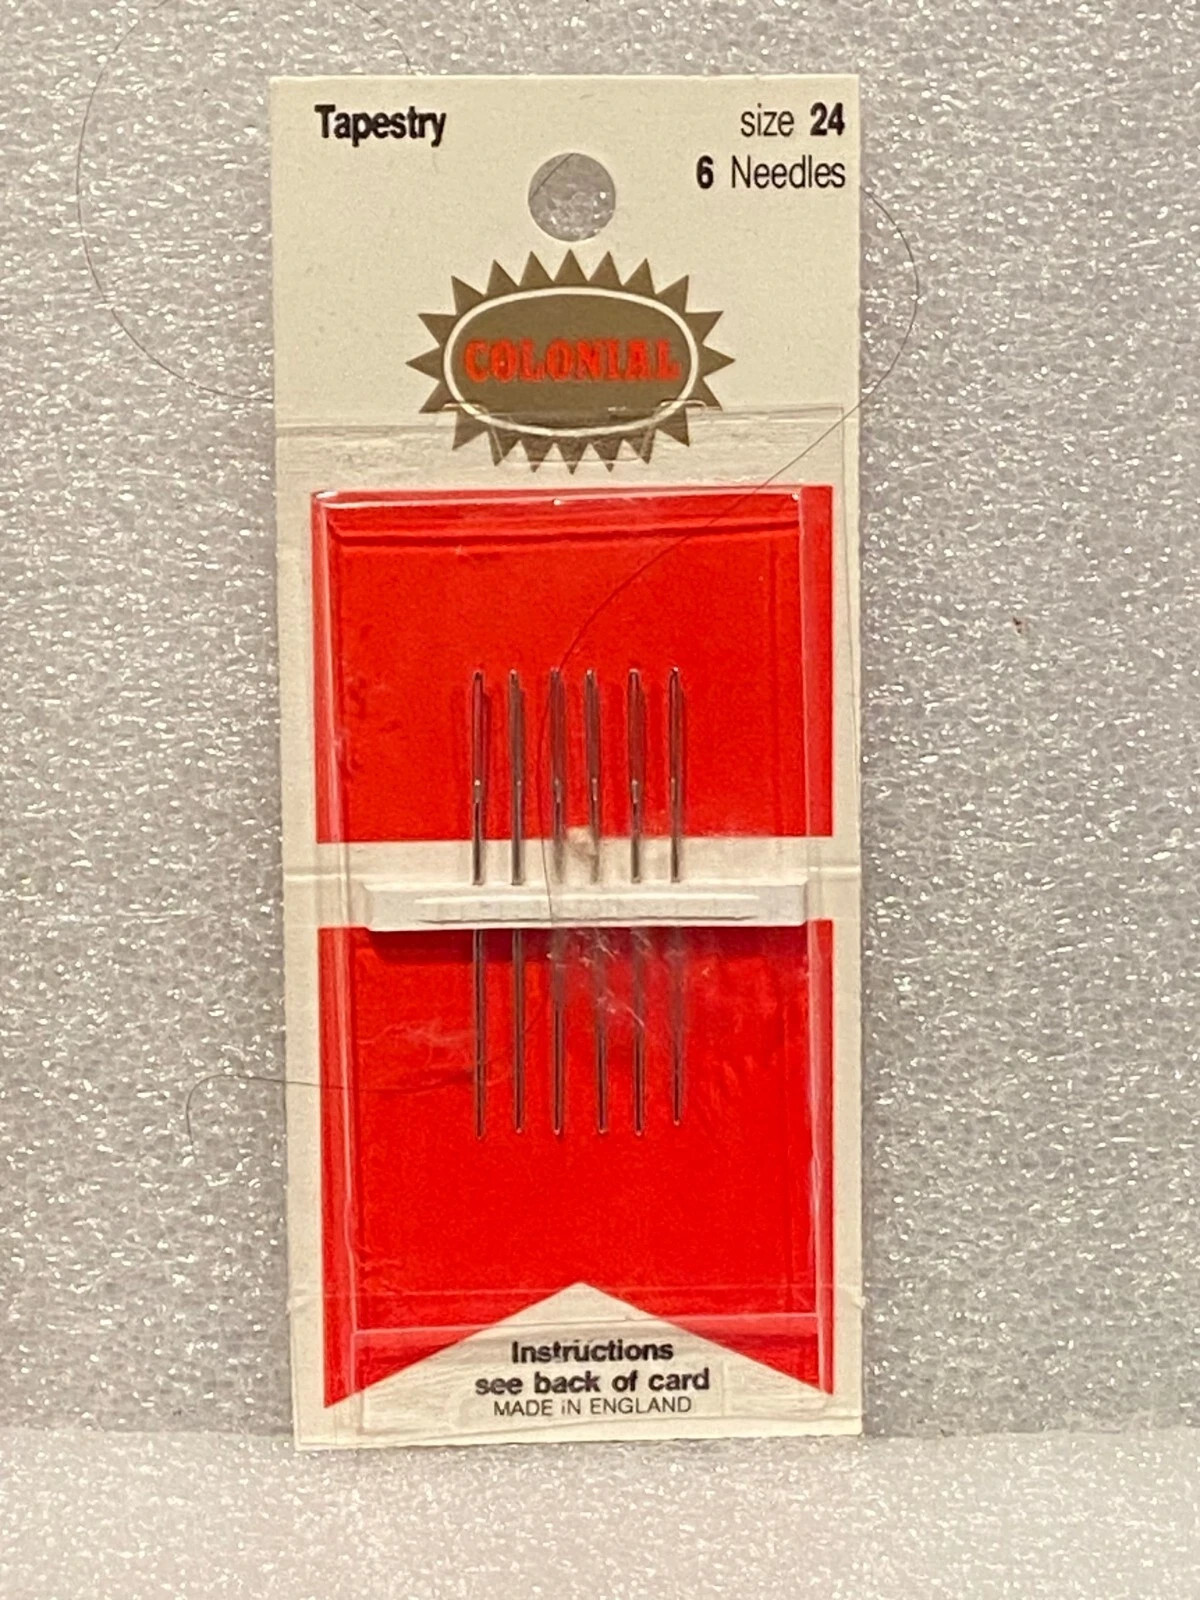 Tapestry
size 24
6 Needles
COLONIAL
Instructions
see back of card
MADE IN ENGLAND